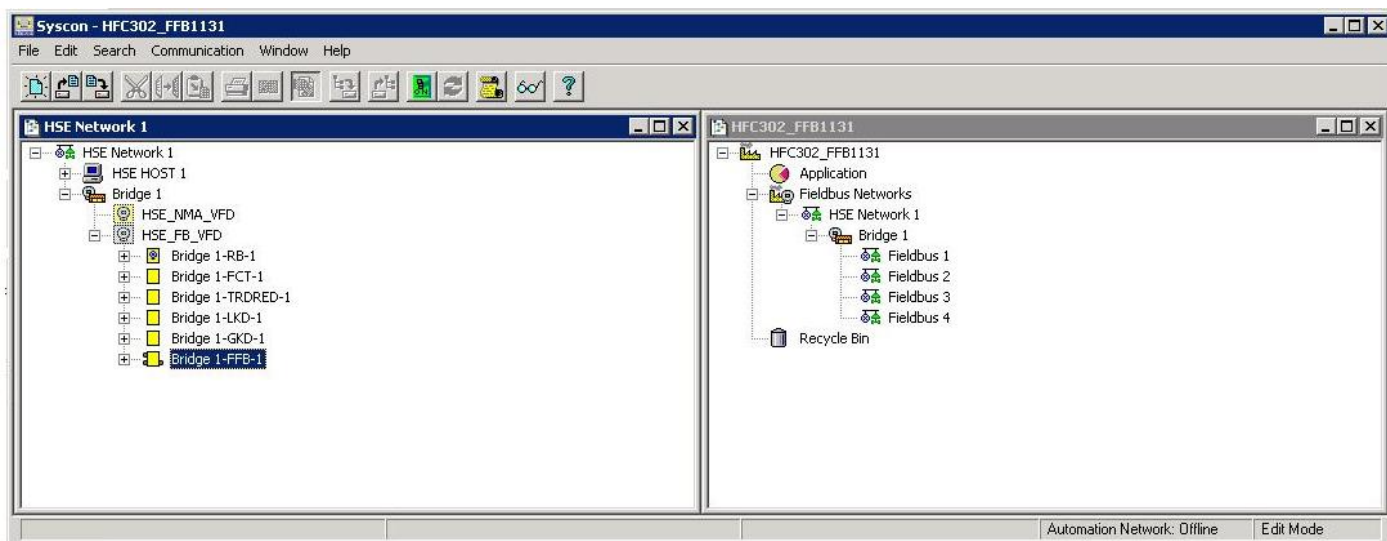 Syscon - HFC302_FFB1131
File Edit Search Communication Window Help
HSE Network 1
HSE Network 1
HSE HOST 1
Bridge 1
HSE_NMA_VFD
HSE_FB_VFD
Bridge 1-RB-1
Bridge 1-FCT-1
Bridge 1-TRDRED-1
Bridge 1-LKD-1
Bridge 1-GKD-1
Bridge 1-FFB-1
HFC302_FFB1131
HFC302_FFB1131
Application
Fieldbus Networks
HSE Network 1
Bridge 1
Fieldbus 1
Fieldbus 2
Fieldbus 3
Fieldbus 4
Recycle Bin
Automation Network: Offline Edit Mode